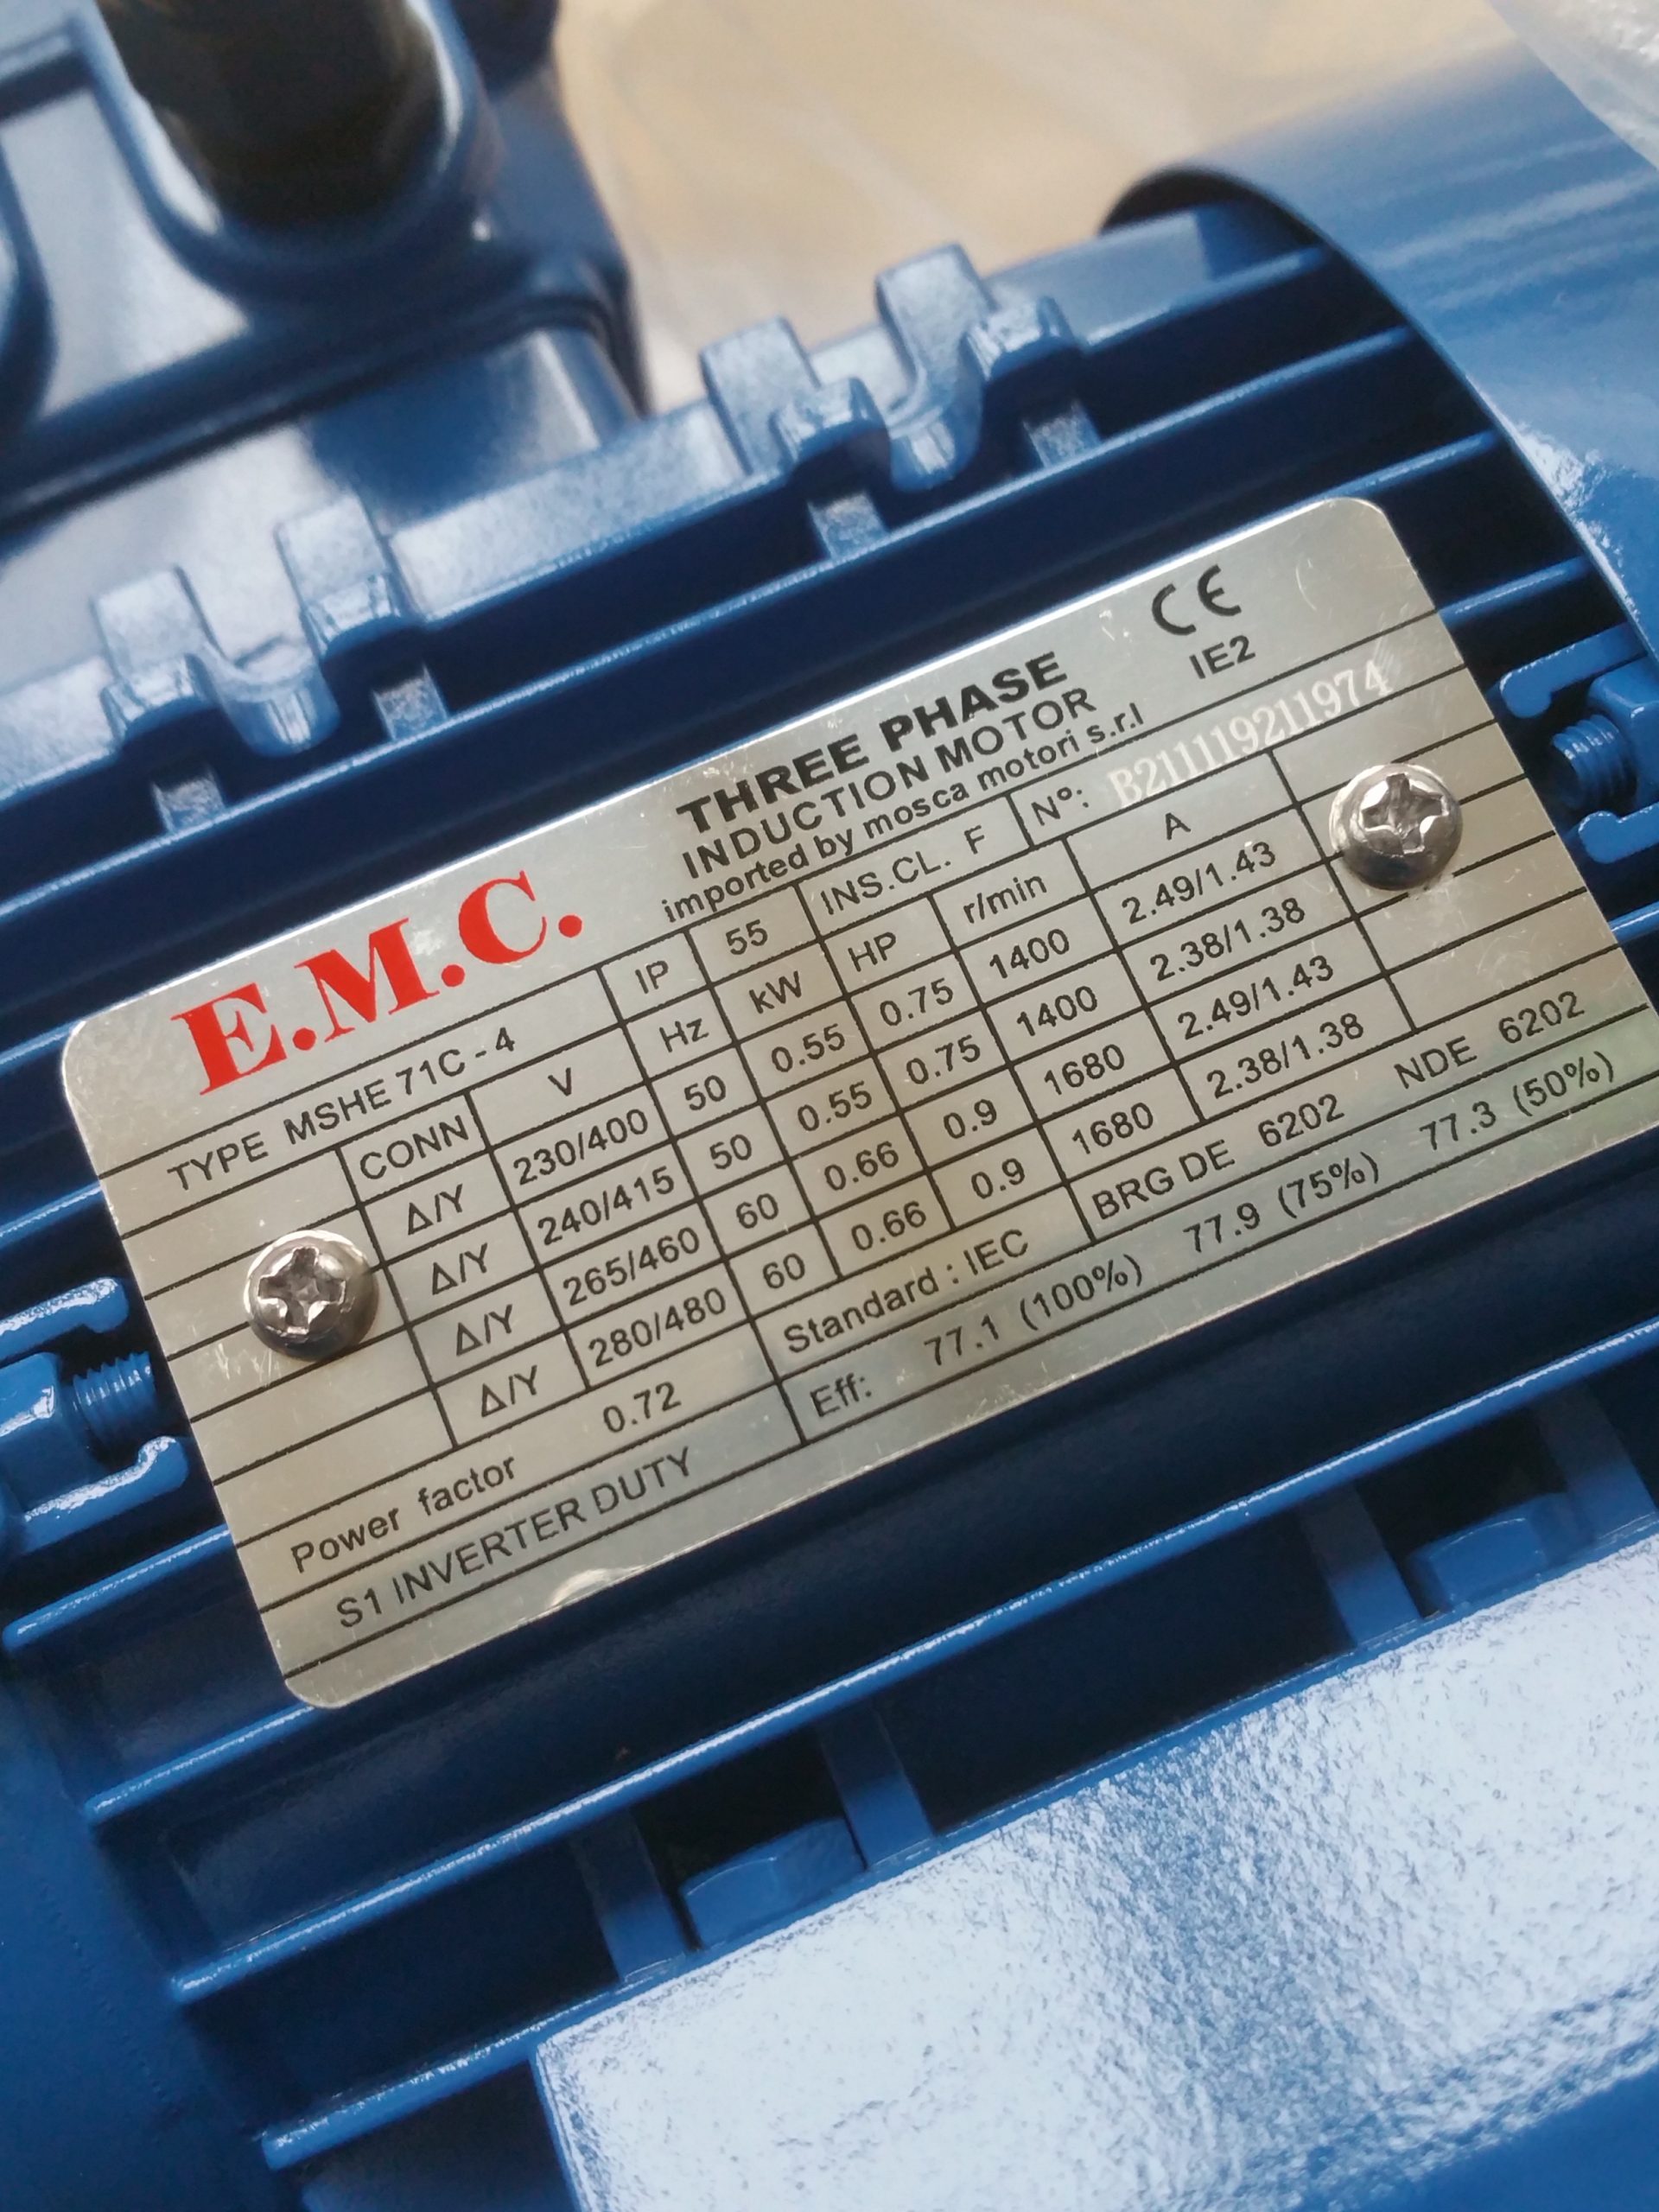 CE
IE2
E.M.C.
THREE PHASE
INDUCTION MOTOR
imported by mosca motori s.r.l
TYPE MSHE 71C - 4 IP 55 INS.CL. F Nº: B211119211974
CONN V Hz kW HP r/min A
Δ/Y 230/400 50 0.55 0.75 1400 2.49/1.43
Δ/Y 240/415 50 0.55 0.75 1400 2.38/1.38
Δ/Y 265/460 60 0.66 0.9 1680 2.49/1.43
Δ/Y 280/480 60 0.66 0.9 1680 2.38/1.38
Power factor 0.72 Standard : IEC BRG DE 6202 NDE 6202
S1 INVERTER DUTY Eff: 77.1 (100%) 77.9 (75%) 77.3 (50%)